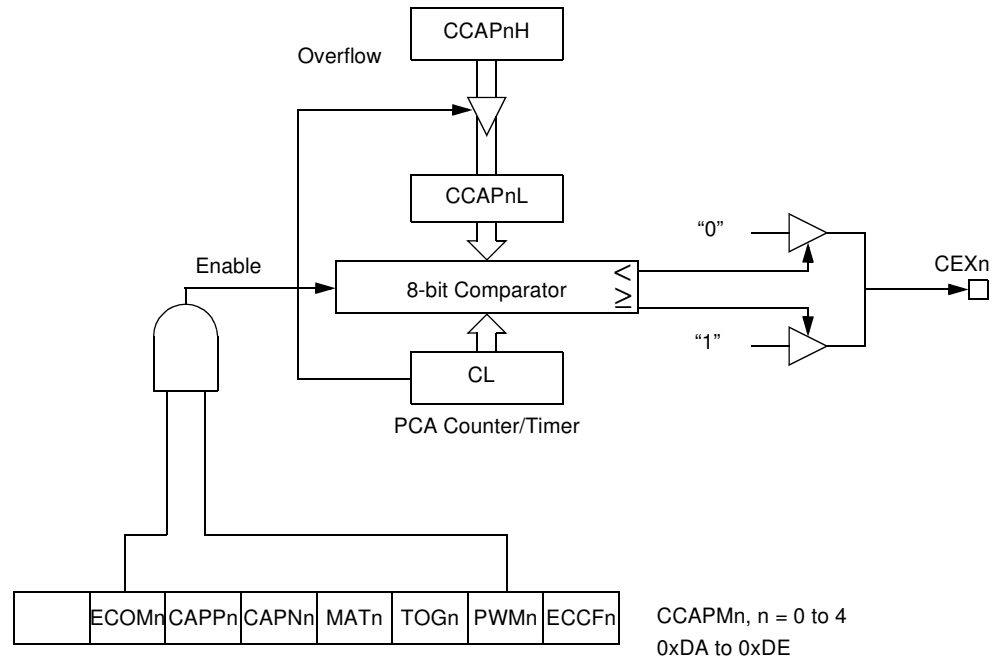 CCAPnH
Overflow
CCAPnL
“0”
Enable
<
CEXn
8-bit Comparator
≥
“1”
CL
PCA Counter/Timer
ECOMn CAPPn CAPNn MATn TOGn PWMn ECCFn
CCAPMn, n = 0 to 4
0xDA to 0xDE